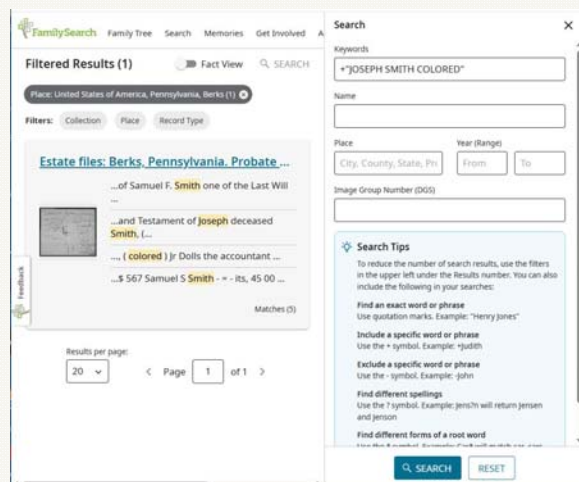 FamilySearch Family Tree Search Memories Get Involved A
Filtered Results (1) Fact View SEARCH
Place: United States of America, Pennsylvania, Berks (1)
Filters: Collection Place Record Type
Estate files: Berks, Pennsylvania. Probate ...
...of Samuel F. Smith one of the Last Will
...
...and Testament of Joseph deceased
Smith, (...
..., ( colored ) Jr Dolls the accountant ...
...$ 567 Samuel S Smith - = - its, 45 00 ...
Matches (5)
Feedback
Results per page:
20 Page 1 of 1
Search
Keywords
+"JOSEPH SMITH COLORED"
Name
Place Year (Range)
City, County, State, Pr From To
Image Group Number (DGS)
Search Tips
To reduce the number of search results, use the filters
in the upper left under the Results number. You can also
include the following in your searches:
Find an exact word or phrase
Use quotation marks. Example: "Henry Jones"
Include a specific word or phrase
Use the + symbol. Example: +Judith
Exclude a specific word or phrase
Use the - symbol. Example: -John
Find different spellings
Use the ? symbol. Example: Jens?n will return Jensen
and Jenson
Find different forms of a root word
SEARCH RESET